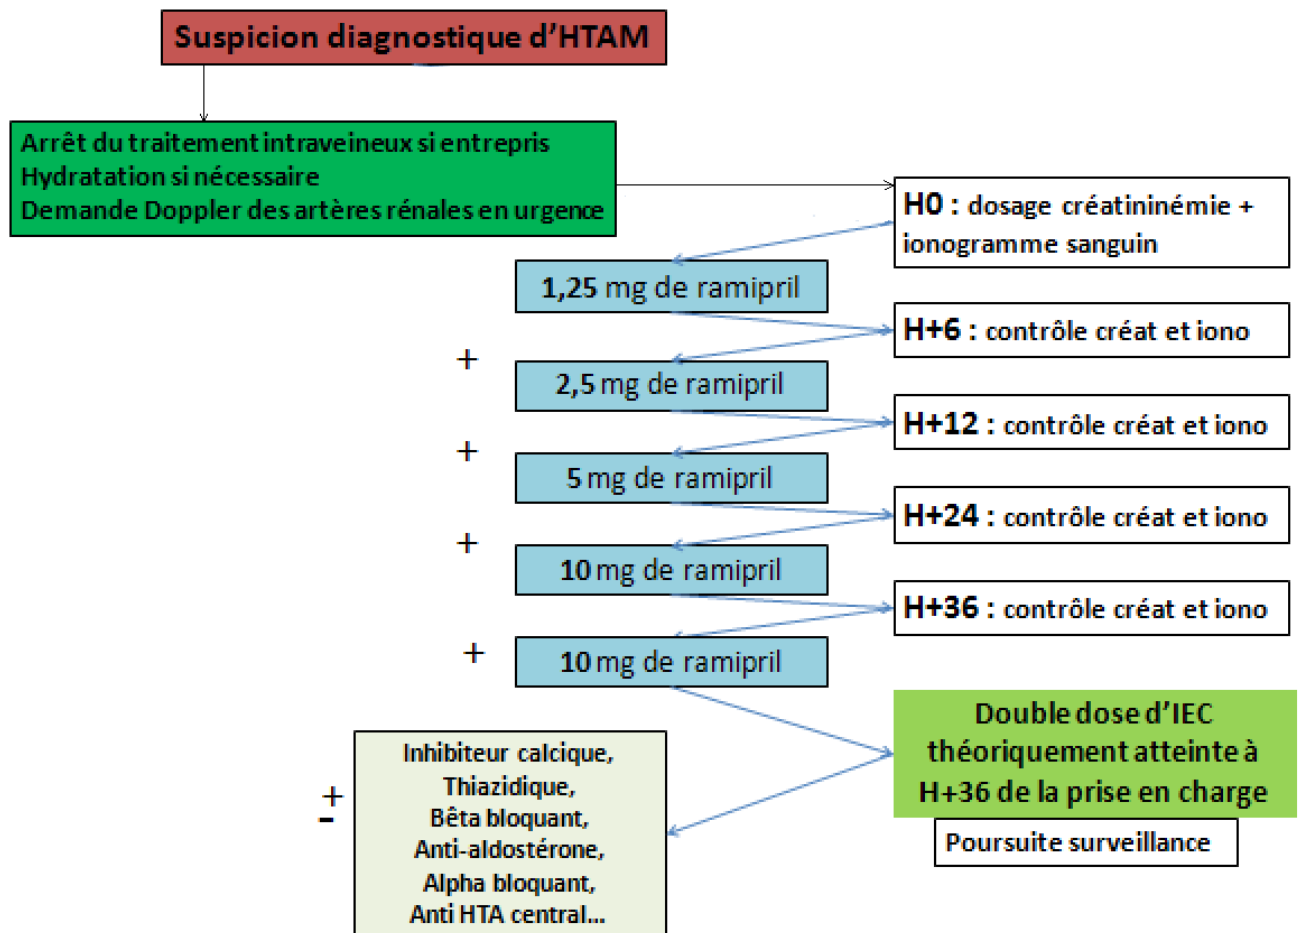 Suspicion diagnostique d’HTAM
Arrêt du traitement intraveineux si entrepris
Hydratation si nécessaire
Demande Doppler des artères rénales en urgence
H0 : dosage créatininémie +
ionogramme sanguin
1,25 mg de ramipril
H+6 : contrôle créat et iono
+
2,5 mg de ramipril
H+12 : contrôle créat et iono
+
5 mg de ramipril
H+24 : contrôle créat et iono
+
10 mg de ramipril
H+36 : contrôle créat et iono
+
10 mg de ramipril
Double dose d’IEC
théoriquement atteinte à
H+36 de la prise en charge
Poursuite surveillance
+
-
Inhibiteur calcique,
Thiazidique,
Bêta bloquant,
Anti-aldostérone,
Alpha bloquant,
Anti HTA central...